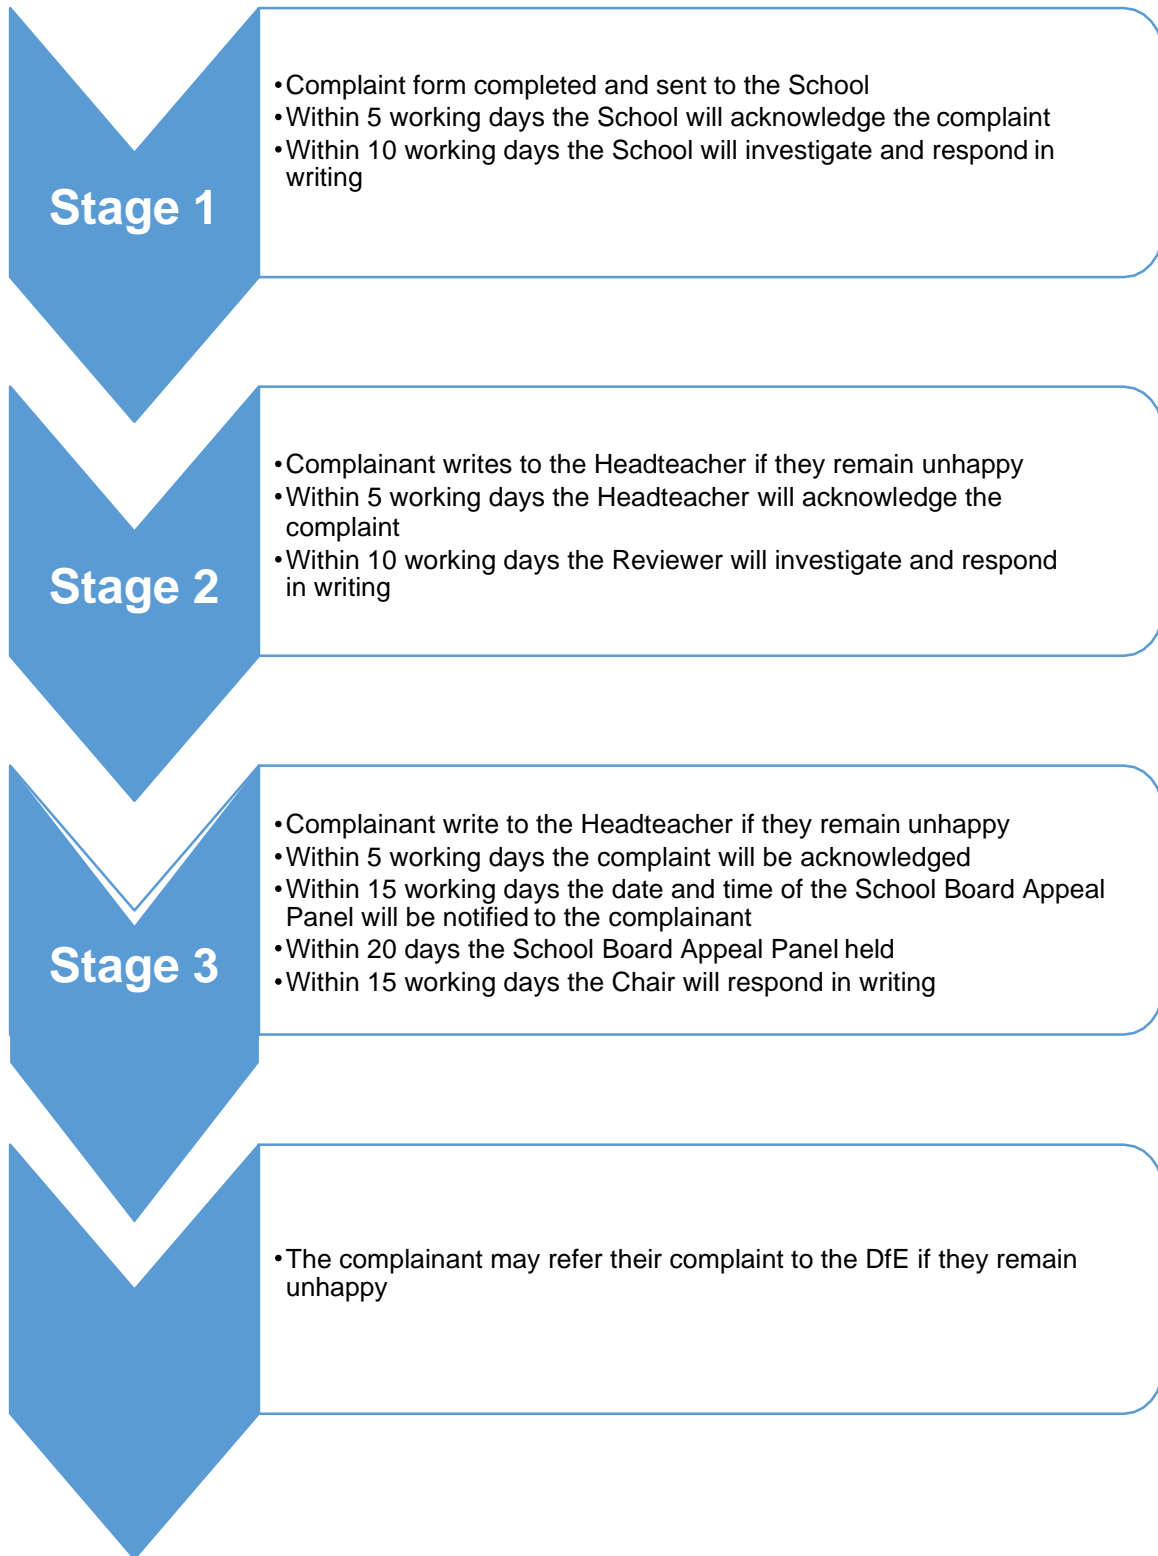 Stage 1
•Complaint form completed and sent to the School
•Within 5 working days the School will acknowledge the complaint
•Within 10 working days the School will investigate and respond in
writing
Stage 2
•Complainant writes to the Headteacher if they remain unhappy
•Within 5 working days the Headteacher will acknowledge the
complaint
•Within 10 working days the Reviewer will investigate and respond
in writing
Stage 3
•Complainant write to the Headteacher if they remain unhappy
•Within 5 working days the complaint will be acknowledged
•Within 15 working days the date and time of the School Board Appeal
Panel will be notified to the complainant
•Within 20 days the School Board Appeal Panel held
•Within 15 working days the Chair will respond in writing
•The complainant may refer their complaint to the DfE if they remain
unhappy